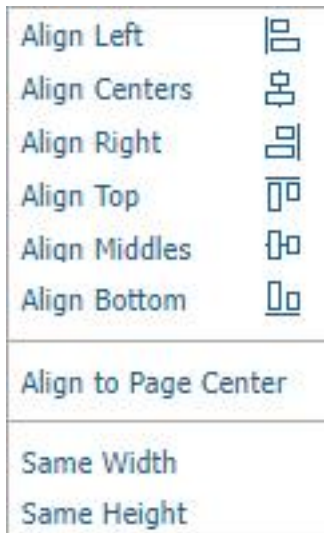 Align Left
Align Centers
Align Right
Align Top
Align Middles
Align Bottom
Align to Page Center
Same Width
Same Height